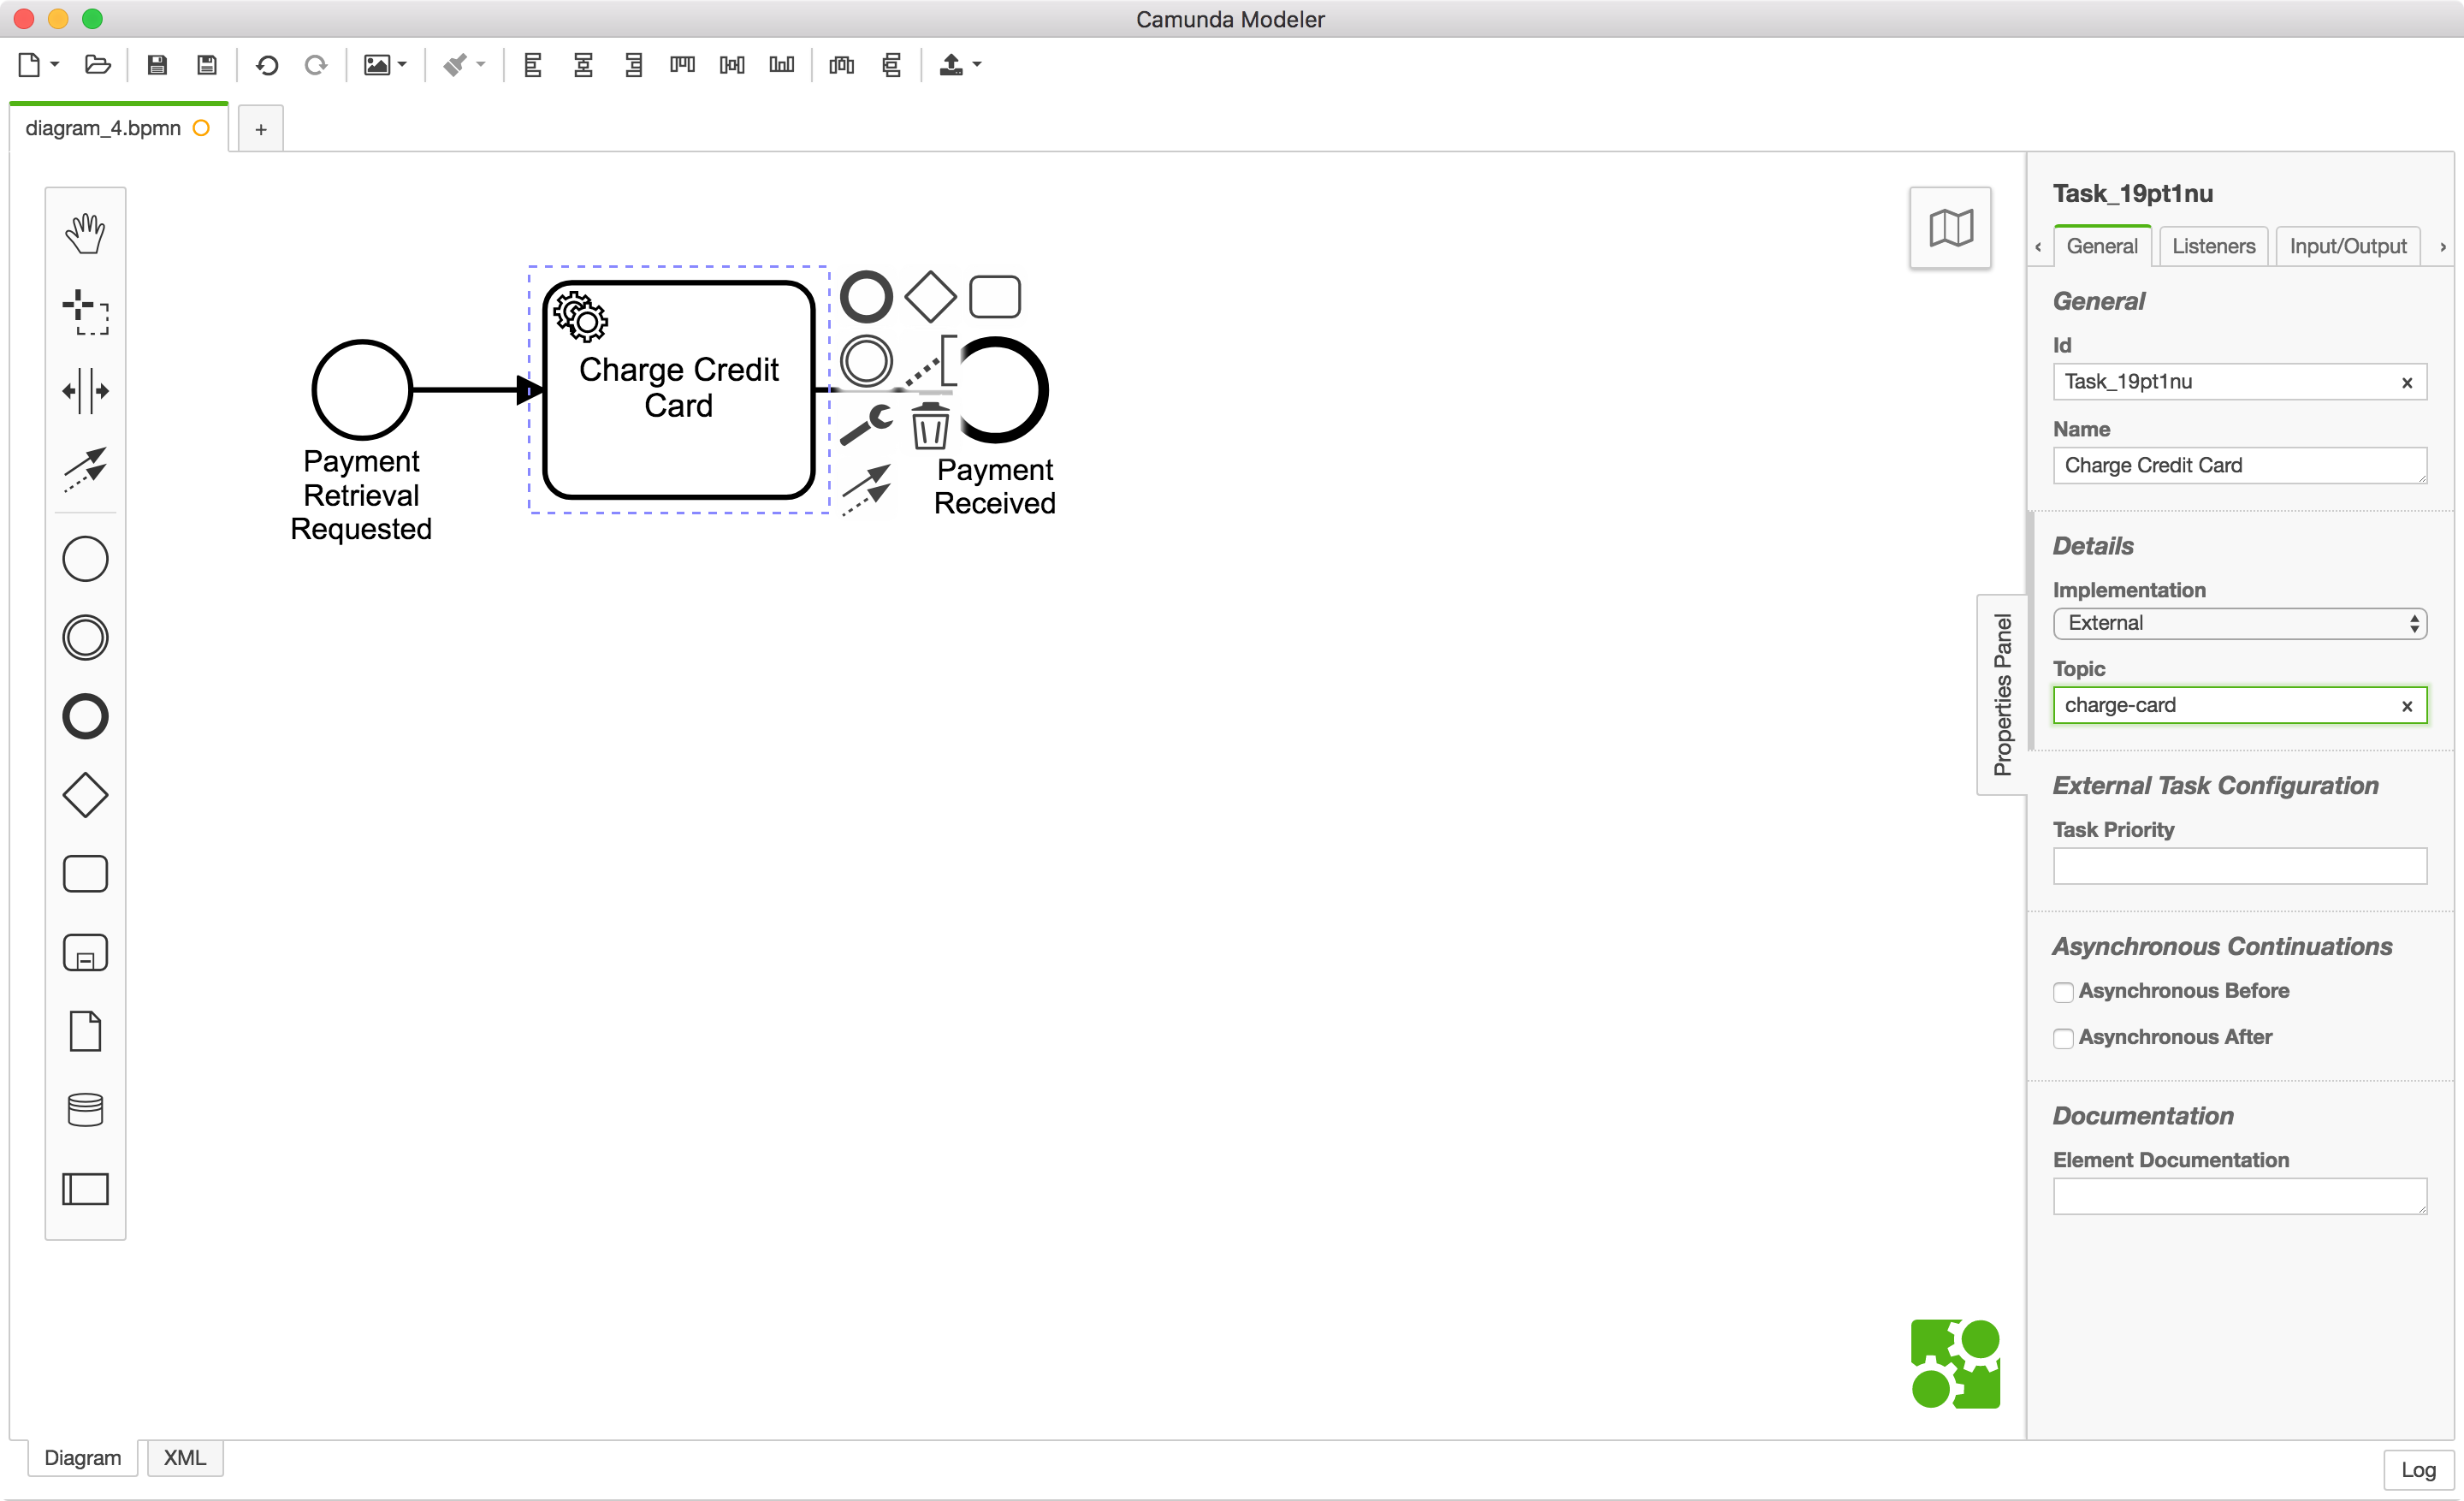 Camunda Modeler
diagram_4.bpmn
+
Payment
Retrieval
Requested
Charge Credit
Card
Payment
Received
Properties Panel
Task_19pt1nu
General Listeners Input/Output
General
Id
Task_19pt1nu
Name
Charge Credit Card
Details
Implementation
External
Topic
charge-card
External Task Configuration
Task Priority
Asynchronous Continuations
Asynchronous Before
Asynchronous After
Documentation
Element Documentation
Diagram XML
Log